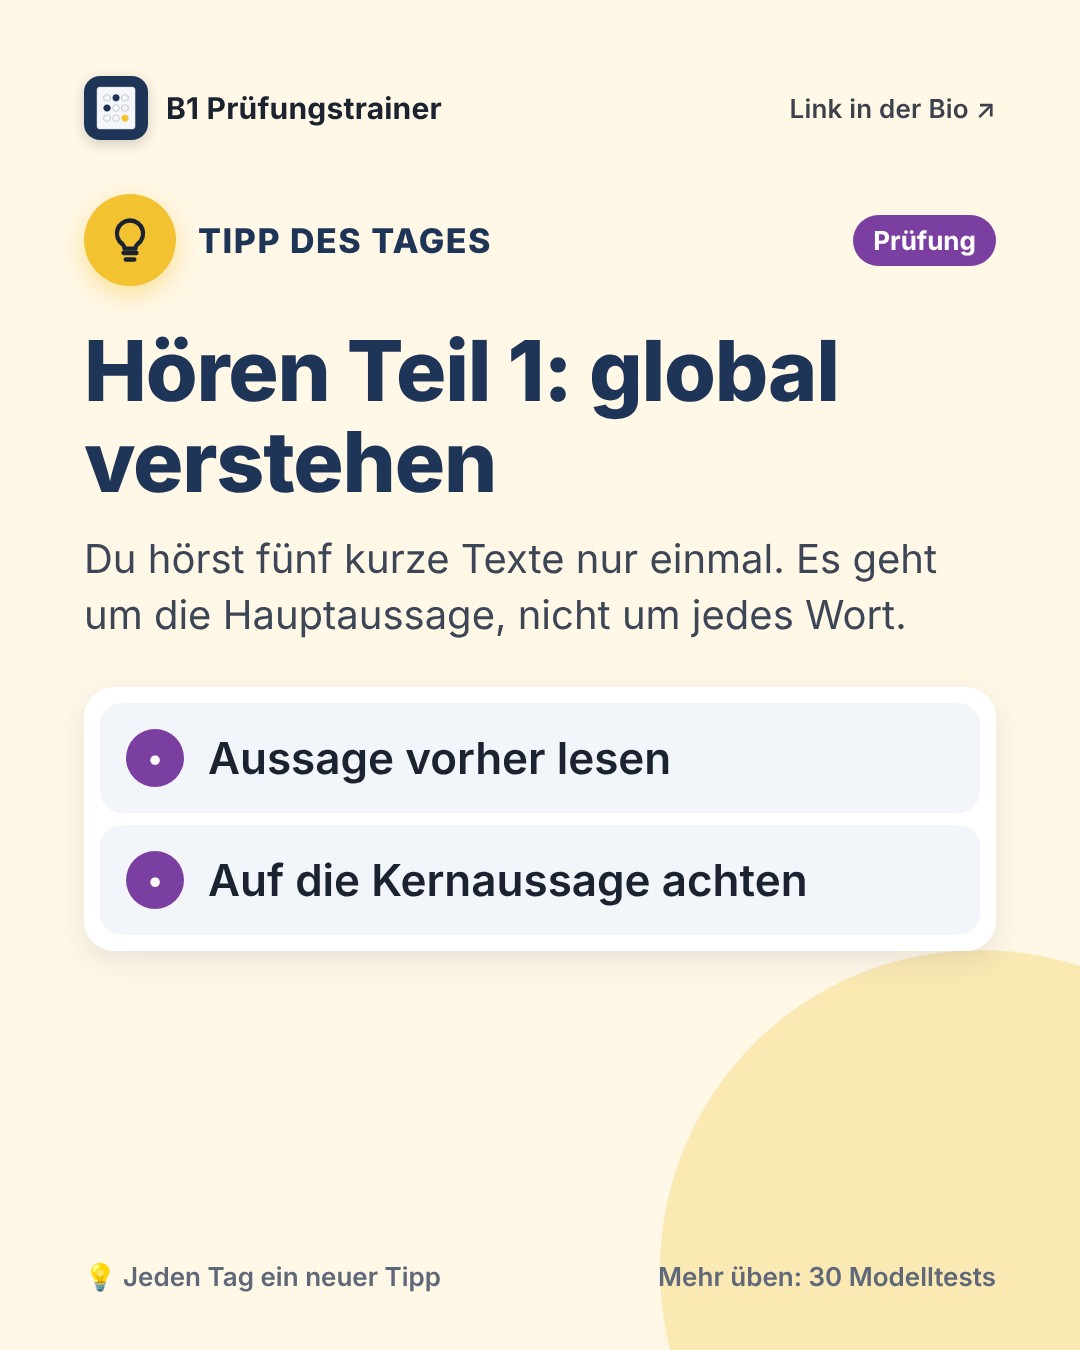 B1 Prüfungstrainer
Link in der Bio ↗
TIPP DES TAGES
Prüfung
Hören Teil 1: global
verstehen
Du hörst fünf kurze Texte nur einmal. Es geht
um die Hauptaussage, nicht um jedes Wort.
• Aussage vorher lesen
• Auf die Kernaussage achten
💡 Jeden Tag ein neuer Tipp
Mehr üben: 30 Modelltests